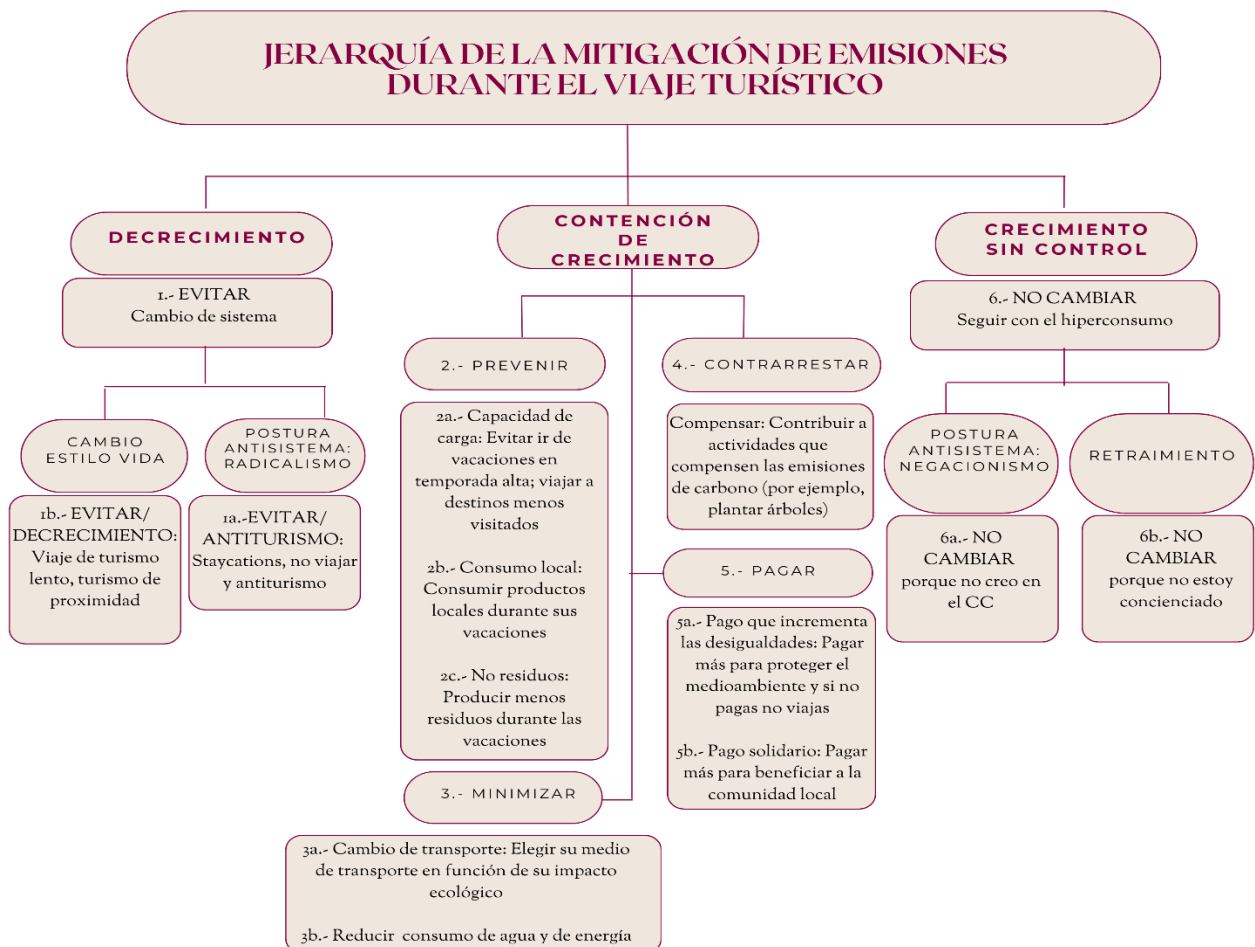 JERARQUÍA DE LA MITIGACIÓN DE EMISIONES
DURANTE EL VIAJE TURÍSTICO
DECRECIMIENTO
1.- EVITAR
Cambio de sistema
CAMBIO
ESTILO VIDA
1b.- EVITAR/
DECRECIMIENTO:
Viaje de turismo
lento, turismo de
proximidad
POSTURA
ANTISISTEMA:
RADICALISMO
1a.-EVITAR/
ANTITURISMO:
Staycations, no viajar
y antiturismo
CONTENCIÓN
DE
CRECIMIENTO
2.- PREVENIR
2a.- Capacidad de
carga: Evitar ir de
vacaciones en
temporada alta; viajar a
destinos menos
visitados
2b.- Consumo local:
Consumir productos
locales durante sus
vacaciones
2c.- No residuos:
Producir menos
residuos durante las
vacaciones
3.- MINIMIZAR
3a.- Cambio de transporte: Elegir su medio
de transporte en función de su impacto
ecológico
3b.- Reducir consumo de agua y de energía
4.- CONTRARRESTAR
Compensar: Contribuir a
actividades que
compensen las emisiones
de carbono (por ejemplo,
plantar árboles)
5.- PAGAR
5a.- Pago que incrementa
las desigualdades: Pagar
más para proteger el
medioambiente y si no
pagas no viajas
5b.- Pago solidario: Pagar
más para beneficiar a la
comunidad local
CRECIMIENTO
SIN CONTROL
6.- NO CAMBIAR
Seguir con el hiperconsumo
POSTURA
ANTISISTEMA:
NEGACIONISMO
6a.- NO
CAMBIAR
porque no creo en
el CC
RETRAIMIENTO
6b.- NO
CAMBIAR
porque no estoy
concienciado